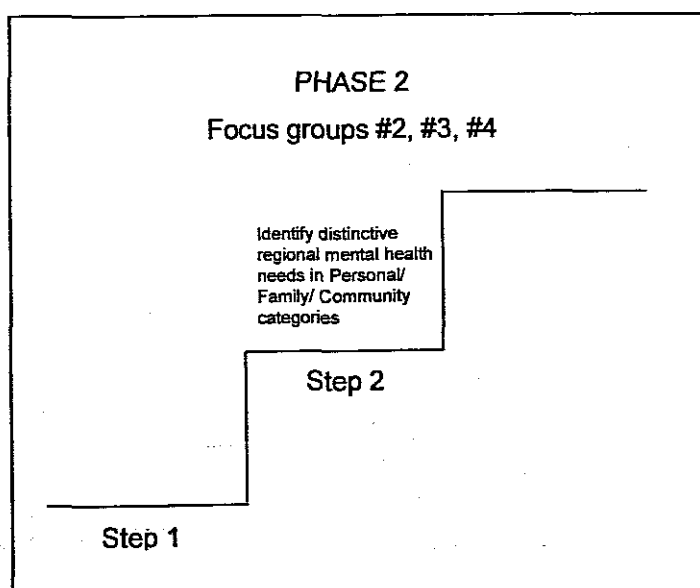 PHASE 2
Focus groups #2, #3, #4
Identify distinctive
regional mental health
needs in Personal/
Family/ Community
categories
Step 2
Step 1